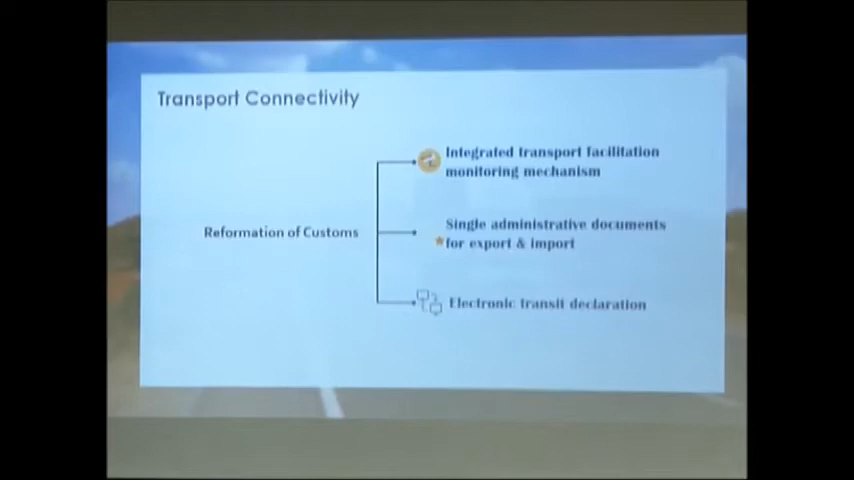 Transport Connectivity
Integrated transport facilitation
monitoring mechanism
Reformation of Customs
Single administrative documents
for export & import
Electronic transit declaration